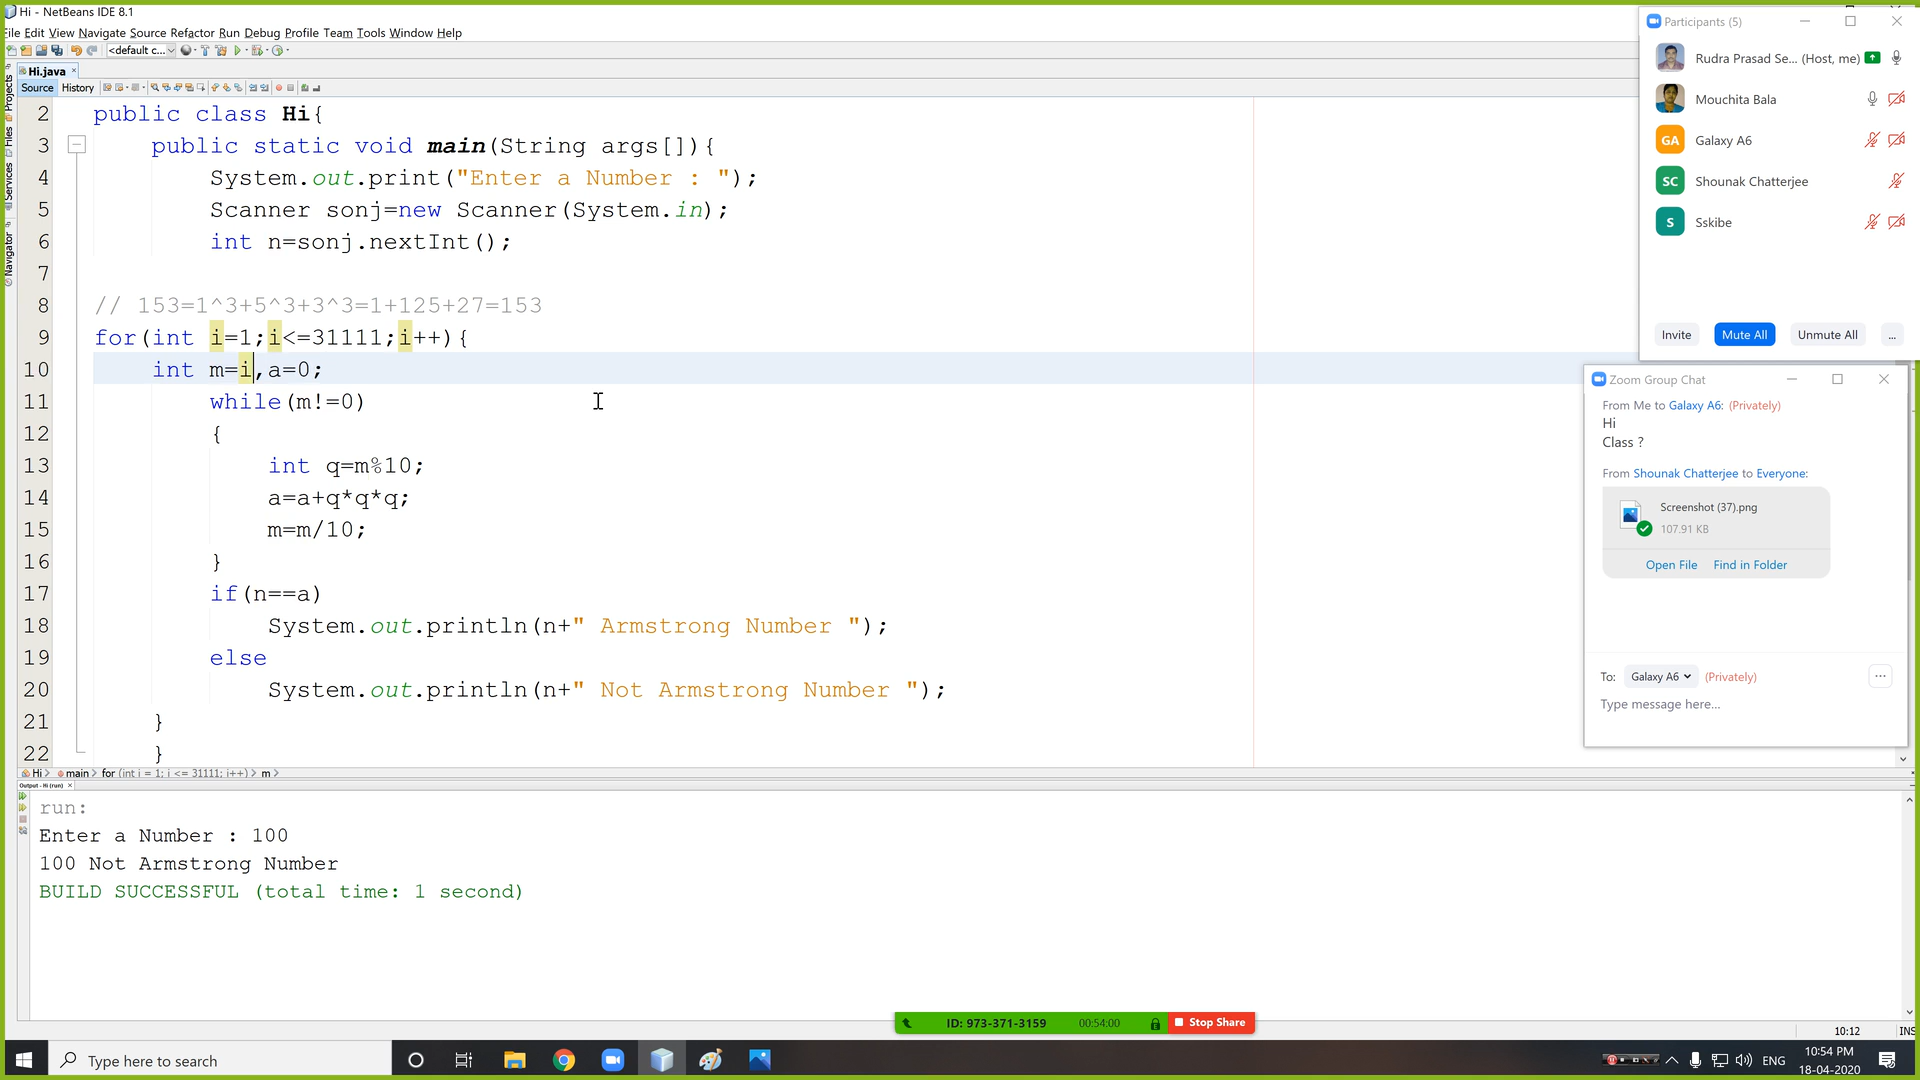 Hi - NetBeans IDE 8.1
File Edit View Navigate Source Refactor Run Debug Profile Team Tools Window Help
<default c...
Hi.java
Source History
Projects
Files
Services
Navigator
2 public class Hi{
3 public static void main(String args[]){
4 System.out.print("Enter a Number : ");
5 Scanner sonj=new Scanner(System.in);
6 int n=sonj.nextInt();
7
8 // 153=1^3+5^3+3^3=1+125+27=153
9 for(int i=1;i<=31111;i++){
10 int m=i,a=0;
11 while(m!=0)
12 {
13 int q=m%10;
14 a=a+q*q*q;
15 m=m/10;
16 }
17 if(n==a)
18 System.out.println(n+" Armstrong Number ");
19 else
20 System.out.println(n+" Not Armstrong Number ");
21 }
22 }
Hi > main > for (int i = 1; i <= 31111; i++) > m >
Output - Hi (run)
run:
Enter a Number : 100
100 Not Armstrong Number
BUILD SUCCESSFUL (total time: 1 second)
Participants (5)
Rudra Prasad Se... (Host, me)
Mouchita Bala
GA Galaxy A6
SC Shounak Chatterjee
S Sskibe
Invite Mute All Unmute All ...
Zoom Group Chat
From Me to Galaxy A6: (Privately)
Hi
Class ?
From Shounak Chatterjee to Everyone:
Screenshot (37).png
107.91 KB
Open File Find in Folder
To: Galaxy A6 (Privately)
Type message here...
ID: 973-371-3159 00:54:00 Stop Share
10:12 INS
Type here to search
ENG
10:54 PM
18-04-2020